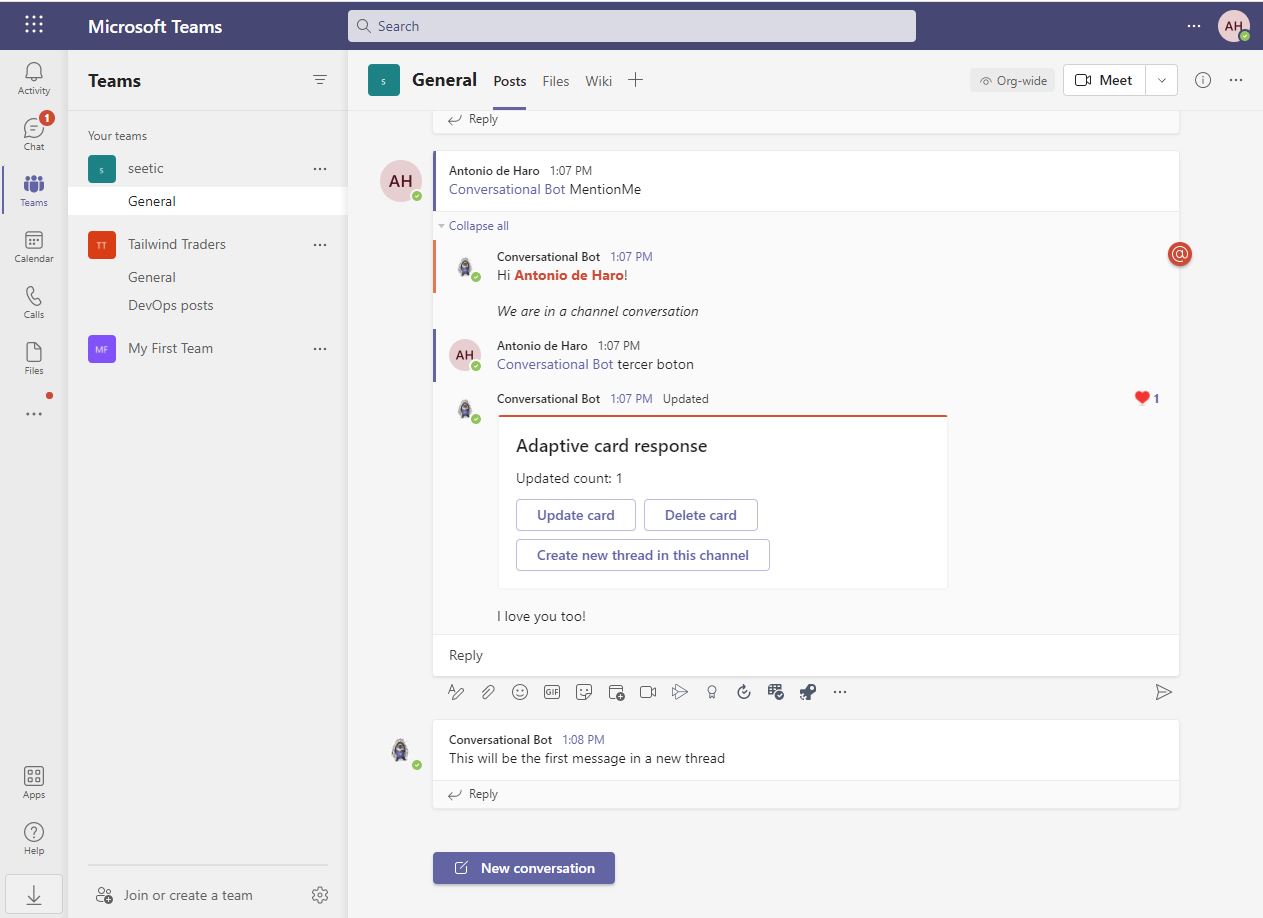 Microsoft Teams
Search
AH
Activity
Chat
1
Teams
Calendar
Calls
Files
Apps
Help
Teams
Your teams
s seetic
General
TT Tailwind Traders
General
DevOps posts
MF My First Team
Join or create a team
s General Posts Files Wiki
Org-wide
Meet
Reply
AH
Antonio de Haro 1:07 PM
Conversational Bot MentionMe
Collapse all
Conversational Bot 1:07 PM
@
Hi Antonio de Haro!
We are in a channel conversation
AH
Antonio de Haro 1:07 PM
Conversational Bot tercer boton
Conversational Bot 1:07 PM Updated
1
Adaptive card response
Updated count: 1
Update card Delete card
Create new thread in this channel
I love you too!
Reply
GIF
Conversational Bot 1:08 PM
This will be the first message in a new thread
Reply
New conversation